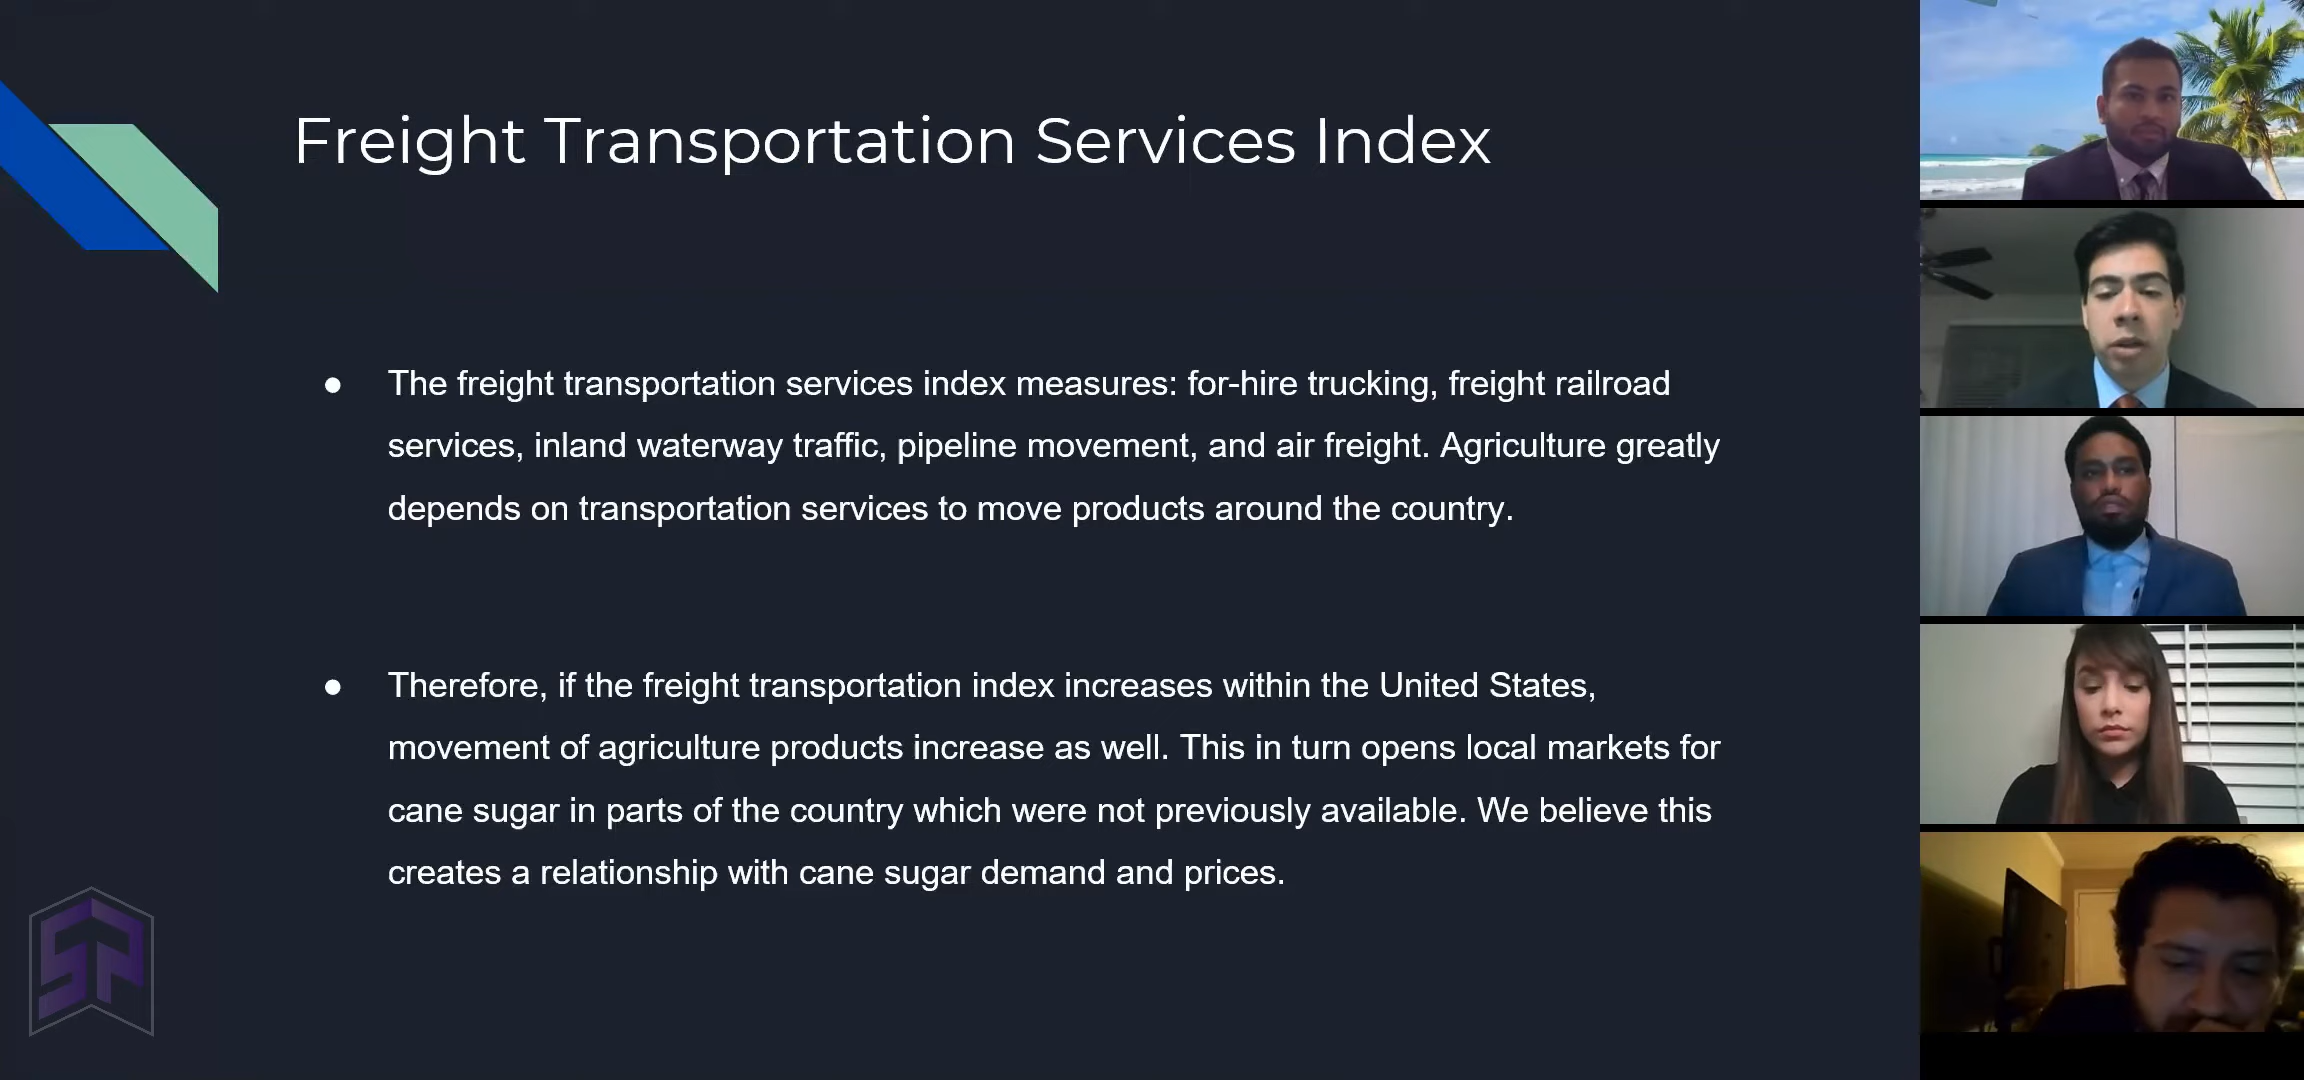 Freight Transportation Services Index
● The freight transportation services index measures: for-hire trucking, freight railroad
services, inland waterway traffic, pipeline movement, and air freight. Agriculture greatly
depends on transportation services to move products around the country.
● Therefore, if the freight transportation index increases within the United States,
movement of agriculture products increase as well. This in turn opens local markets for
cane sugar in parts of the country which were not previously available. We believe this
creates a relationship with cane sugar demand and prices.
SP